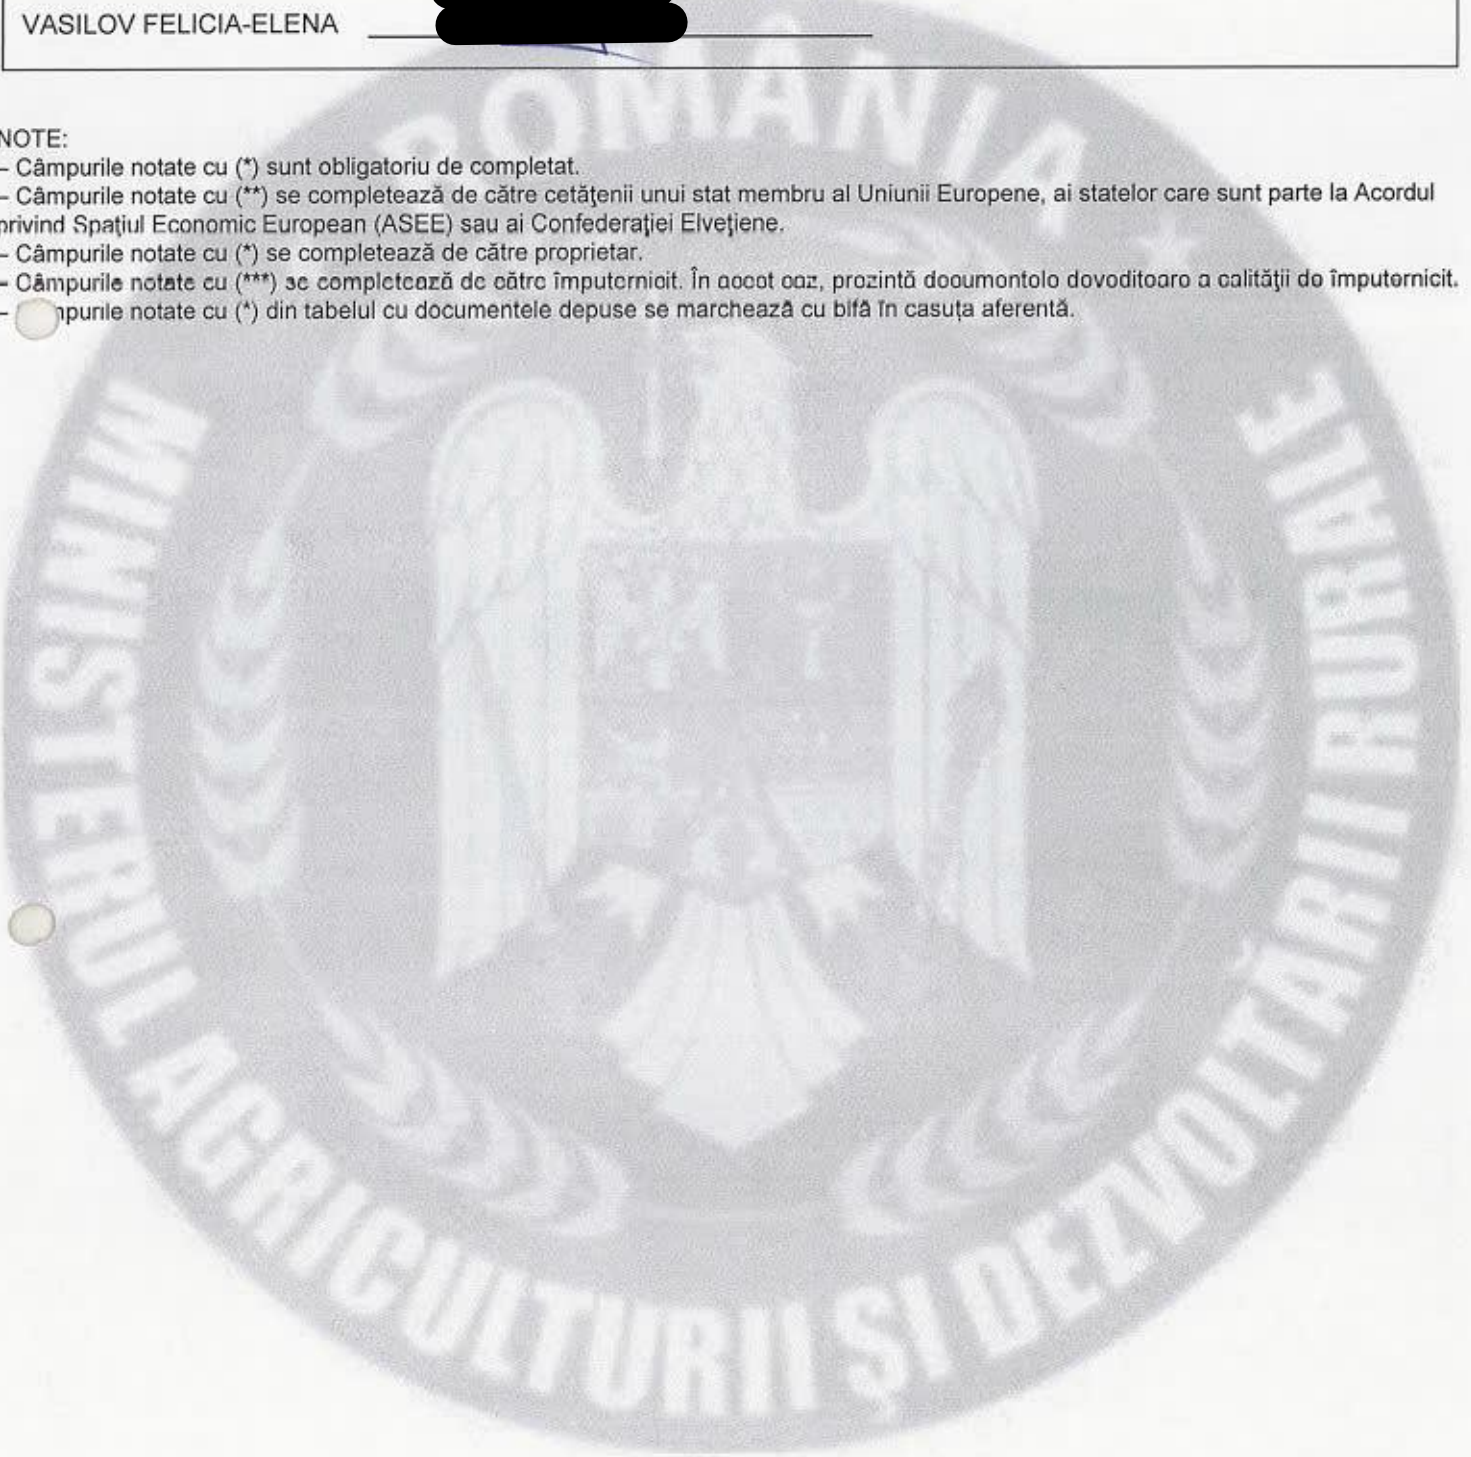 VASILOV FELICIA-ELENA
NOTE:
– Câmpurile notate cu (*) sunt obligatoriu de completat.
– Câmpurile notate cu (**) se completează de către cetăţenii unui stat membru al Uniunii Europene, ai statelor care sunt parte la Acordul
privind Spaţiul Economic European (ASEE) sau ai Confederaţiei Elveţiene.
– Câmpurile notate cu (*) se completează de către proprietar.
– Câmpurile notate cu (***) se completează de către împuternicit. În acest caz, prezintă documentele doveditoare a calităţii de împuternicit.
– mpurile notate cu (*) din tabelul cu documentele depuse se marchează cu bifă în casuţa aferentă.
ROMÂNIA
MINISTERUL AGRICULTURII ŞI DEZVOLTĂRII RURALE